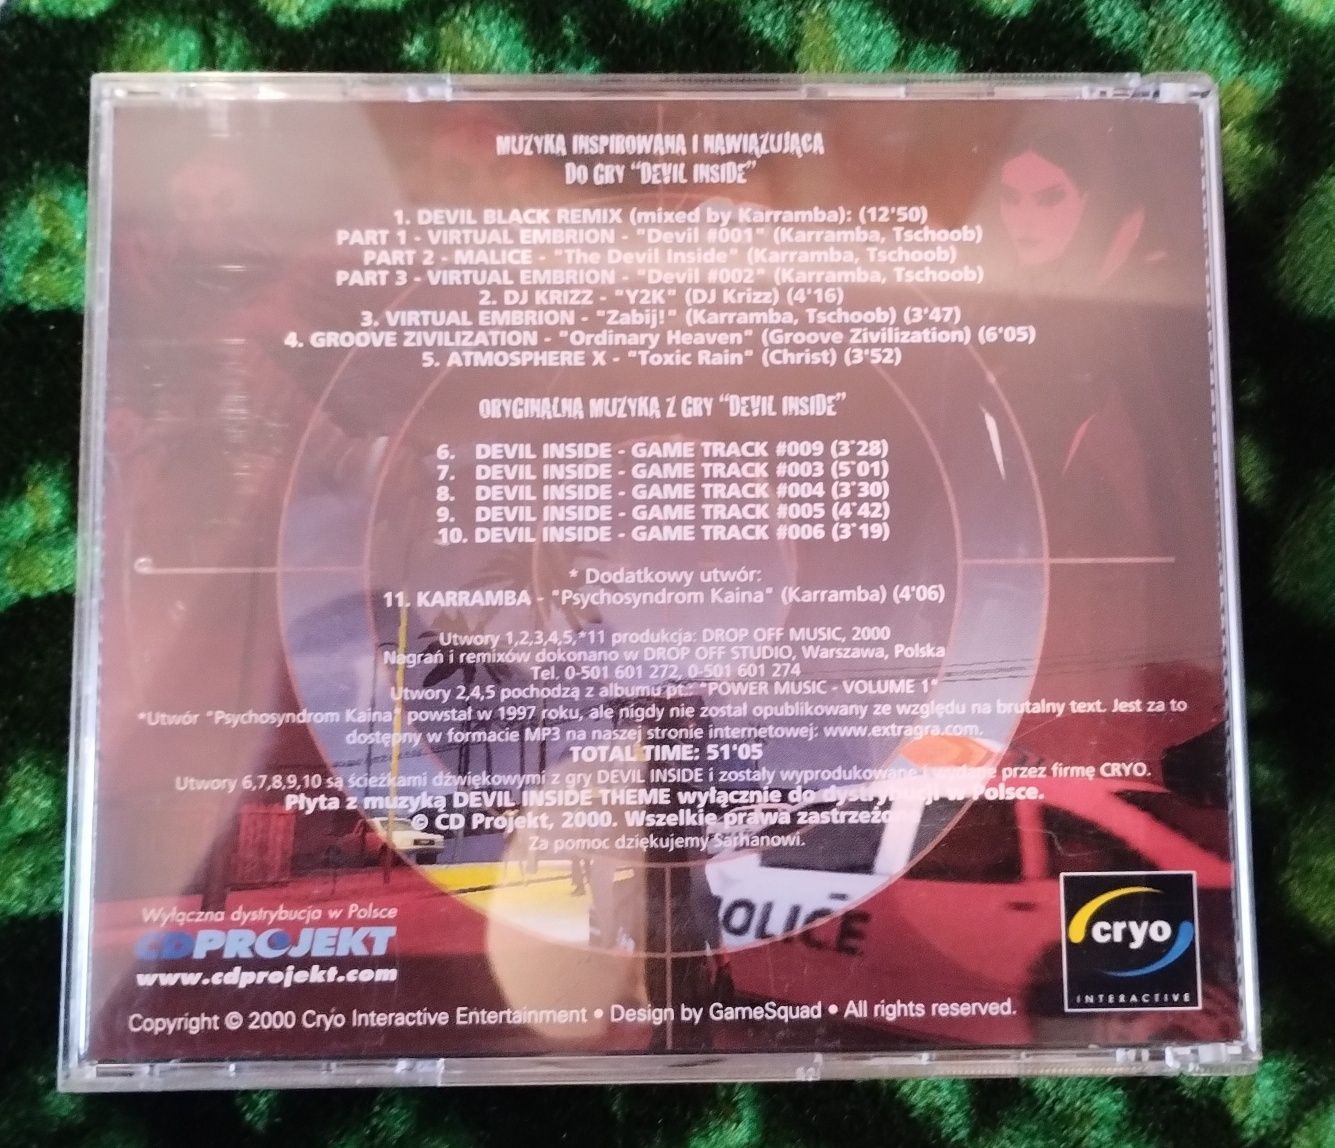 MUZYKA INSPIROWANA I NAWIĄZUJĄCA
DO GRY "DEVIL INSIDE"
1. DEVIL BLACK REMIX (mixed by Karramba): (12'50)
PART 1 - VIRTUAL EMBRION - "Devil #001" (Karramba, Tschoob)
PART 2 - MALICE - "The Devil Inside" (Karramba, Tschoob)
PART 3 - VIRTUAL EMBRION - "Devil #002" (Karramba, Tschoob)
2. DJ KRIZZ - "Y2K" (DJ Krizz) (4'16)
3. VIRTUAL EMBRION - "Zabij!" (Karramba, Tschoob) (3'47)
4. GROOVE ZIVILIZATION - "Ordinary Heaven" (Groove Zivilization) (6'05)
5. ATMOSPHERE X - "Toxic Rain" (Christ) (3'52)
ORYGINALNA MUZYKA Z GRY "DEVIL INSIDE"
6. DEVIL INSIDE - GAME TRACK #009 (3'28)
7. DEVIL INSIDE - GAME TRACK #003 (5'01)
8. DEVIL INSIDE - GAME TRACK #004 (3'30)
9. DEVIL INSIDE - GAME TRACK #005 (4'42)
10. DEVIL INSIDE - GAME TRACK #006 (3'19)
* Dodatkowy utwór:
11. KARRAMBA - "Psychosyndrom Kaina" (Karramba) (4'06)
Utwory 1,2,3,4,5,*11 produkcja: DROP OFF MUSIC, 2000
Nagrań i remixów dokonano w DROP OFF STUDIO, Warszawa, Polska
Tel. 0-501 601 272, 0-501 601 274
Utwory 2,4,5 pochodzą z albumu pt.: "POWER MUSIC - VOLUME 1"
*Utwór "Psychosyndrom Kaina" powstał w 1997 roku, ale nigdy nie został opublikowany ze względu na brutalny text. Jest za to
dostępny w formacie MP3 na naszej stronie internetowej: www.extragra.com.
TOTAL TIME: 51'05
Utwory 6,7,8,9,10 są ścieżkami dźwiękowymi z gry DEVIL INSIDE i zostały wyprodukowane i wydane przez firmę CRYO.
Płyta z muzyką DEVIL INSIDE THEME wyłącznie do dystrybucji w Polsce.
© CD Projekt, 2000. Wszelkie prawa zastrzeżone
Za pomoc dziękujemy Sarhanowi.
POLICE
Wyłączna dystrybucja w Polsce
CDPROJEKT
www.cdprojekt.com
cryo
INTERACTIVE
Copyright © 2000 Cryo Interactive Entertainment • Design by GameSquad • All rights reserved.